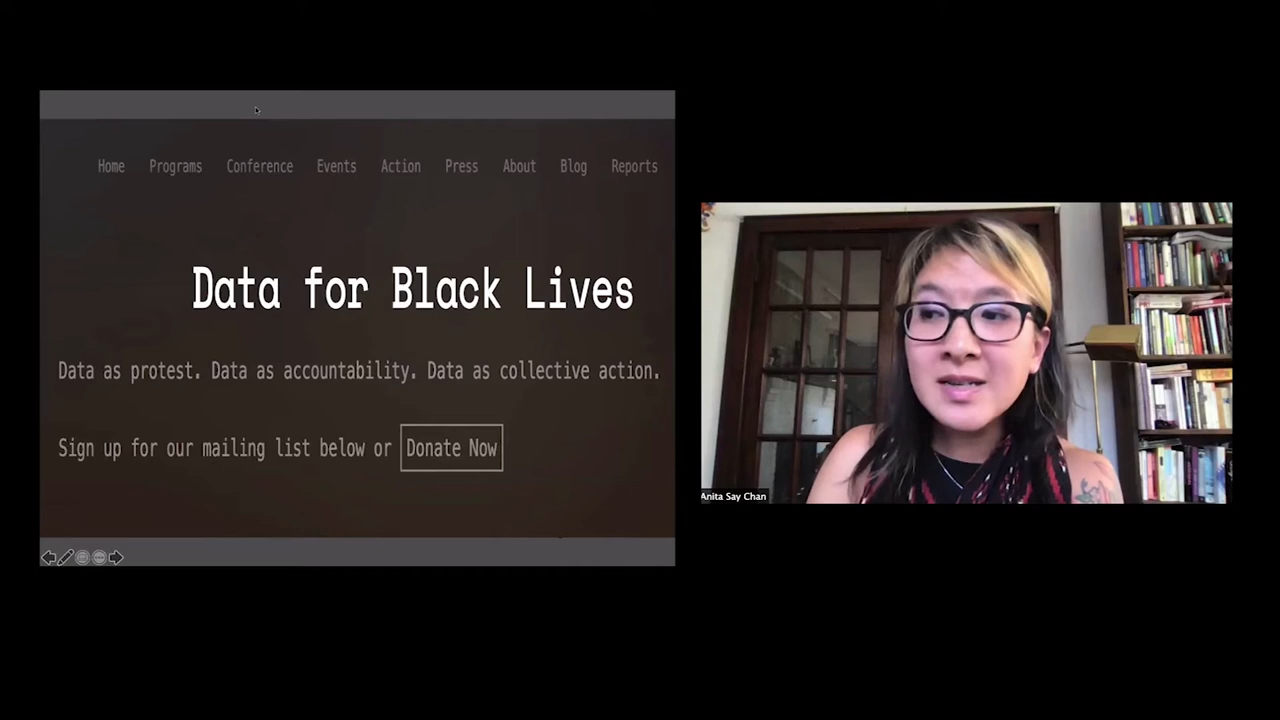 Home Programs Conference Events Action Press About Blog Reports
Data for Black Lives
Data as protest. Data as accountability. Data as collective action.
Sign up for our mailing list below or Donate Now
Anita Say Chan